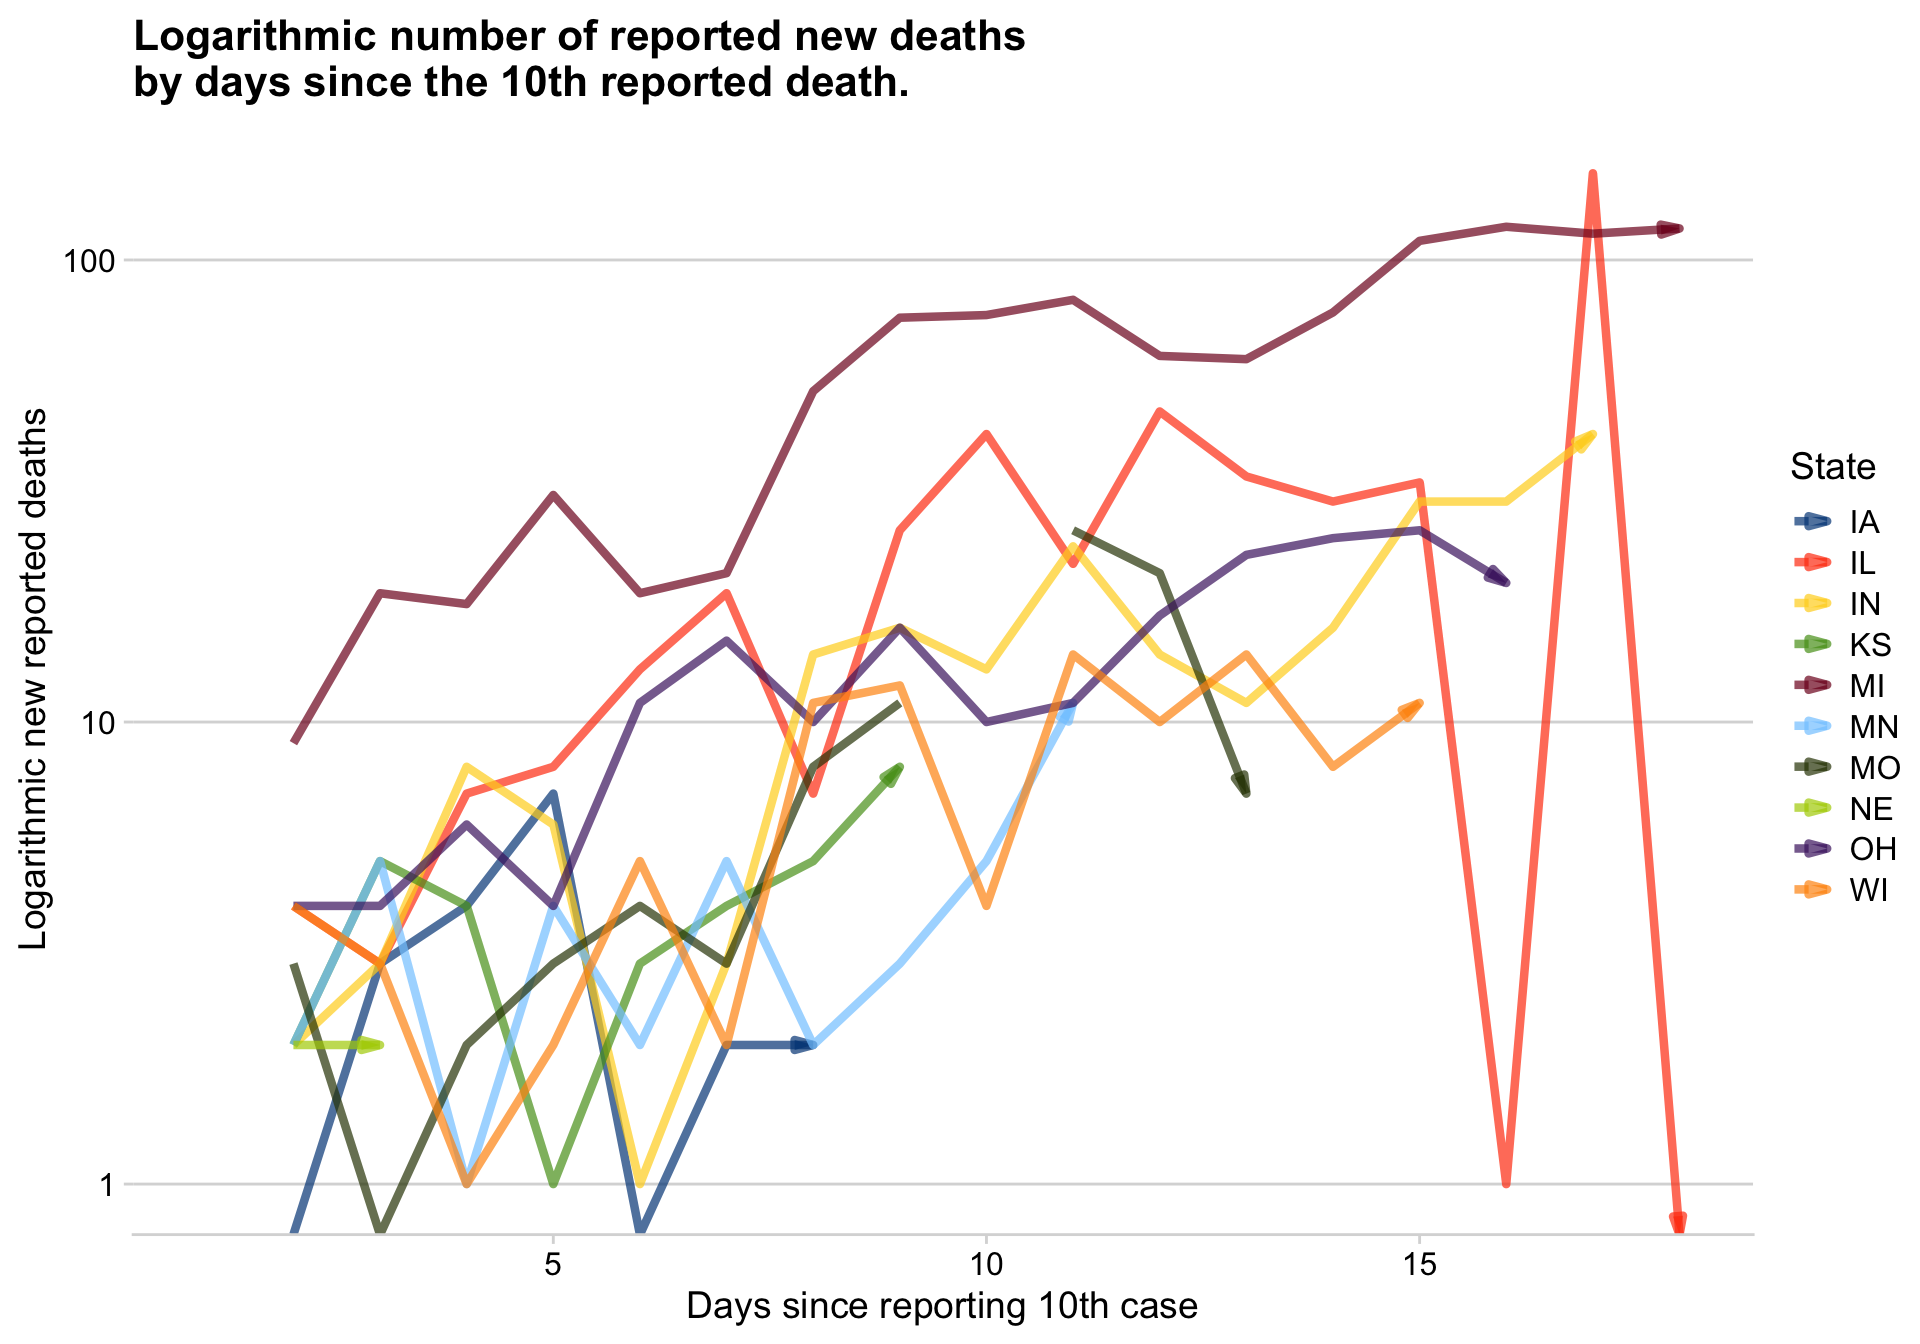 Logarithmic number of reported new deaths
by days since the 10th reported death.
Logarithmic new reported deaths
100
10
1
5
10
15
Days since reporting 10th case
State
IA
IL
IN
KS
MI
MN
MO
NE
OH
WI